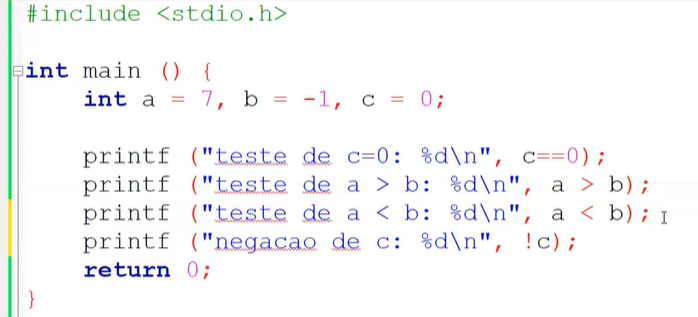 #include <stdio.h>
int main () {
int a = 7, b = -1, c = 0;
printf ("teste de c=0: %d\n", c==0);
printf ("teste de a > b: %d\n", a > b);
printf ("teste de a < b: %d\n", a < b);
printf ("negacao de c: %d\n", !c);
return 0;
}